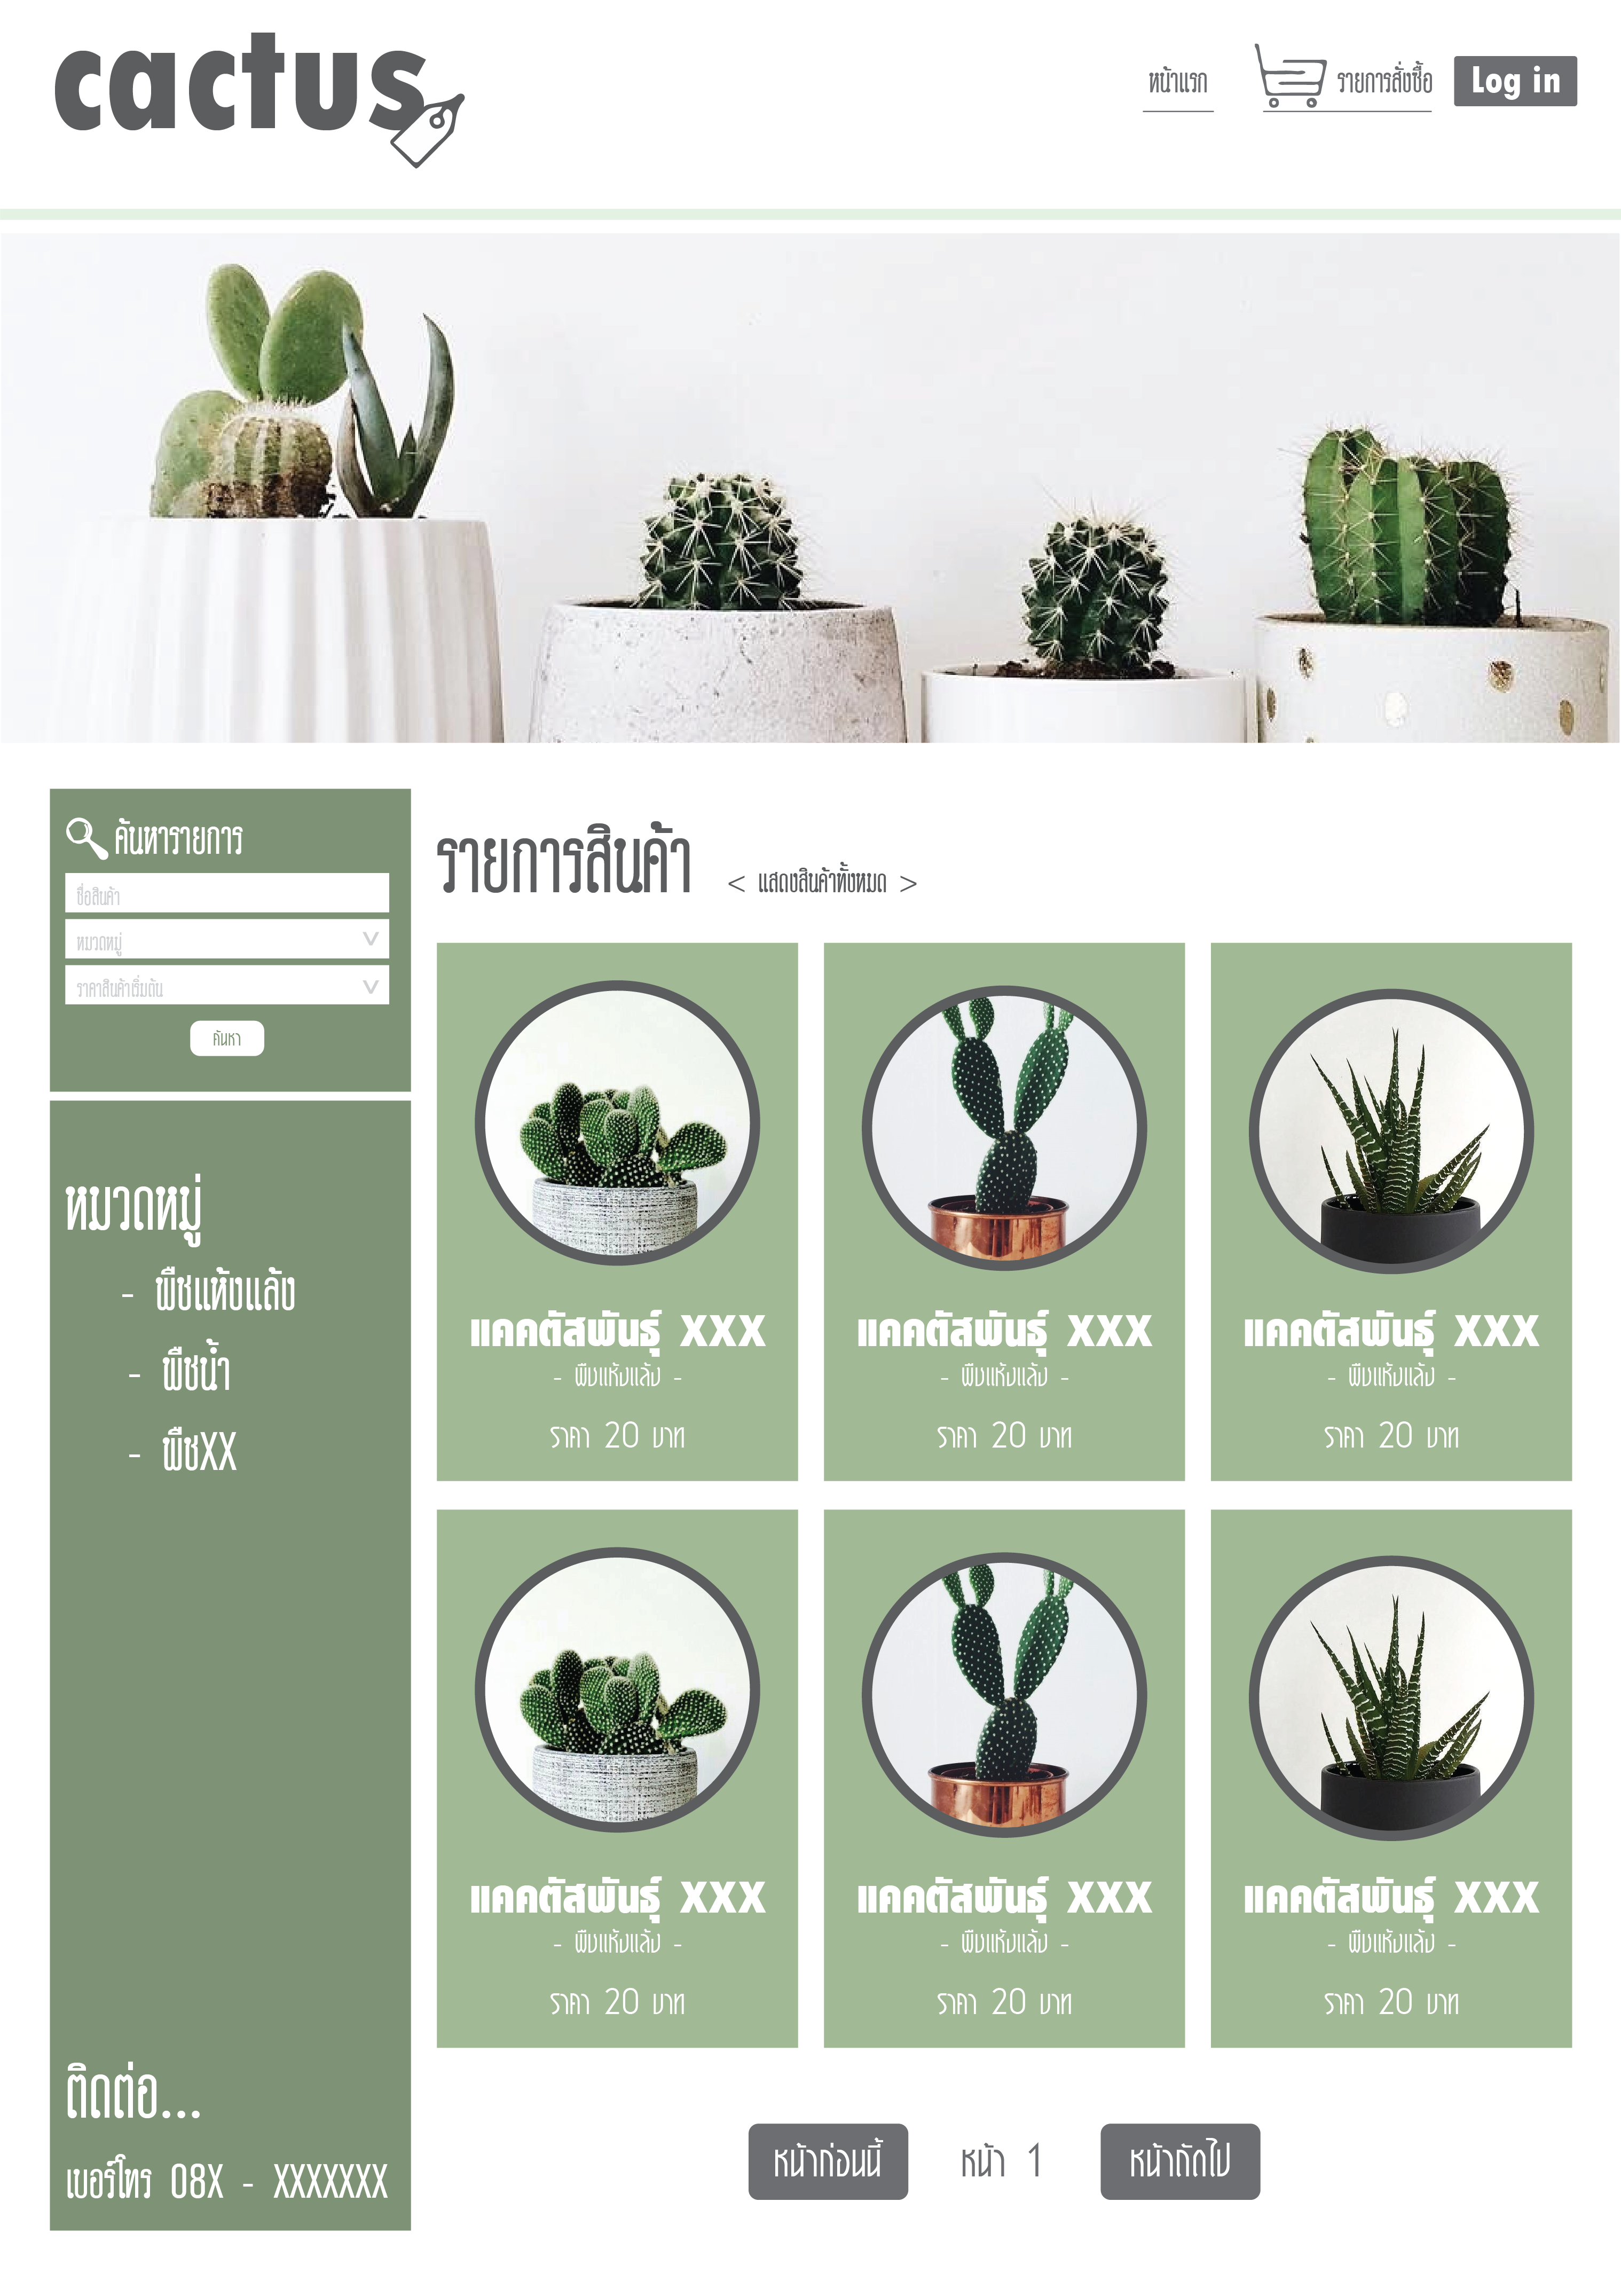 cactus
หน้าแรก
รายการสั่งซื้อ
Log in
ค้นหารายการ
ชื่อสินค้า
หมวดหมู่
ราคาสินค้าเริ่มต้น
ค้นหา
หมวดหมู่
- พืชแห้งแล้ง
- พืชน้ำ
- พืชXX
ติดต่อ...
เบอร์โทร 08X - XXXXXXX
รายการสินค้า < แสดงสินค้าทั้งหมด >
แคคตัสพันธุ์ XXX
- พืชแห้งแล้ง -
ราคา 20 บาท
แคคตัสพันธุ์ XXX
- พืชแห้งแล้ง -
ราคา 20 บาท
แคคตัสพันธุ์ XXX
- พืชแห้งแล้ง -
ราคา 20 บาท
แคคตัสพันธุ์ XXX
- พืชแห้งแล้ง -
ราคา 20 บาท
แคคตัสพันธุ์ XXX
- พืชแห้งแล้ง -
ราคา 20 บาท
แคคตัสพันธุ์ XXX
- พืชแห้งแล้ง -
ราคา 20 บาท
หน้าก่อนนี้
หน้า 1
หน้าถัดไป